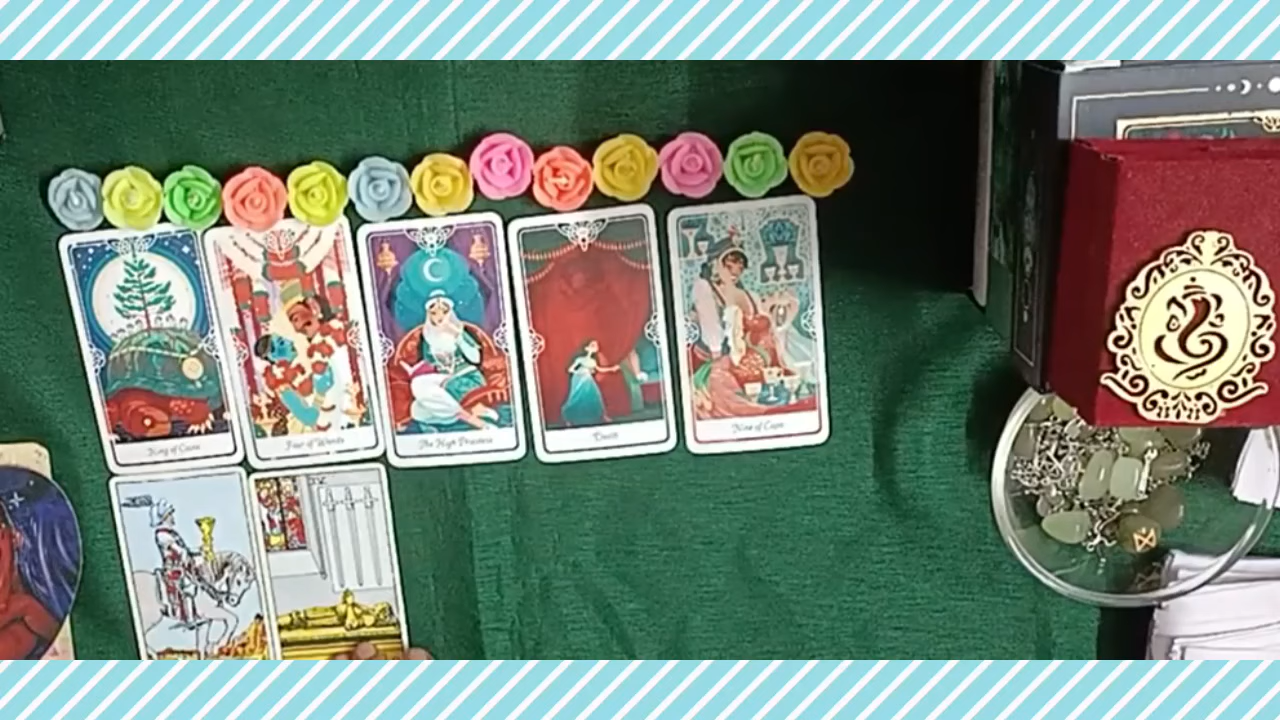 King of Coins
Four of Wands
The High Priestess
Death
Nine of Cups